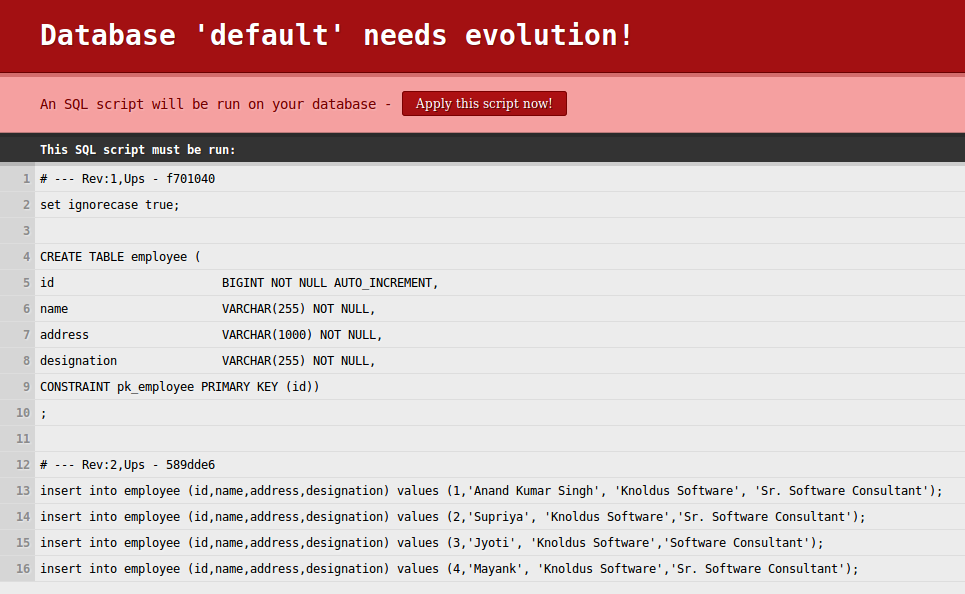 Database 'default' needs evolution!
An SQL script will be run on your database - Apply this script now!
This SQL script must be run:
1 # --- Rev:1,Ups - f701040
2 set ignorecase true;
3
4 CREATE TABLE employee (
5 id BIGINT NOT NULL AUTO_INCREMENT,
6 name VARCHAR(255) NOT NULL,
7 address VARCHAR(1000) NOT NULL,
8 designation VARCHAR(255) NOT NULL,
9 CONSTRAINT pk_employee PRIMARY KEY (id))
10 ;
11
12 # --- Rev:2,Ups - 589dde6
13 insert into employee (id,name,address,designation) values (1,'Anand Kumar Singh', 'Knoldus Software', 'Sr. Software Consultant');
14 insert into employee (id,name,address,designation) values (2,'Supriya', 'Knoldus Software','Sr. Software Consultant');
15 insert into employee (id,name,address,designation) values (3,'Jyoti', 'Knoldus Software','Software Consultant');
16 insert into employee (id,name,address,designation) values (4,'Mayank', 'Knoldus Software','Sr. Software Consultant');